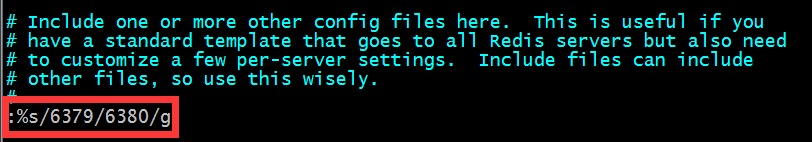 # Include one or more other config files here.  This is useful if you
# have a standard template that goes to all Redis servers but also need
# to customize a few per-server settings.  Include files can include
# other files, so use this wisely.
#
:%s/6379/6380/g